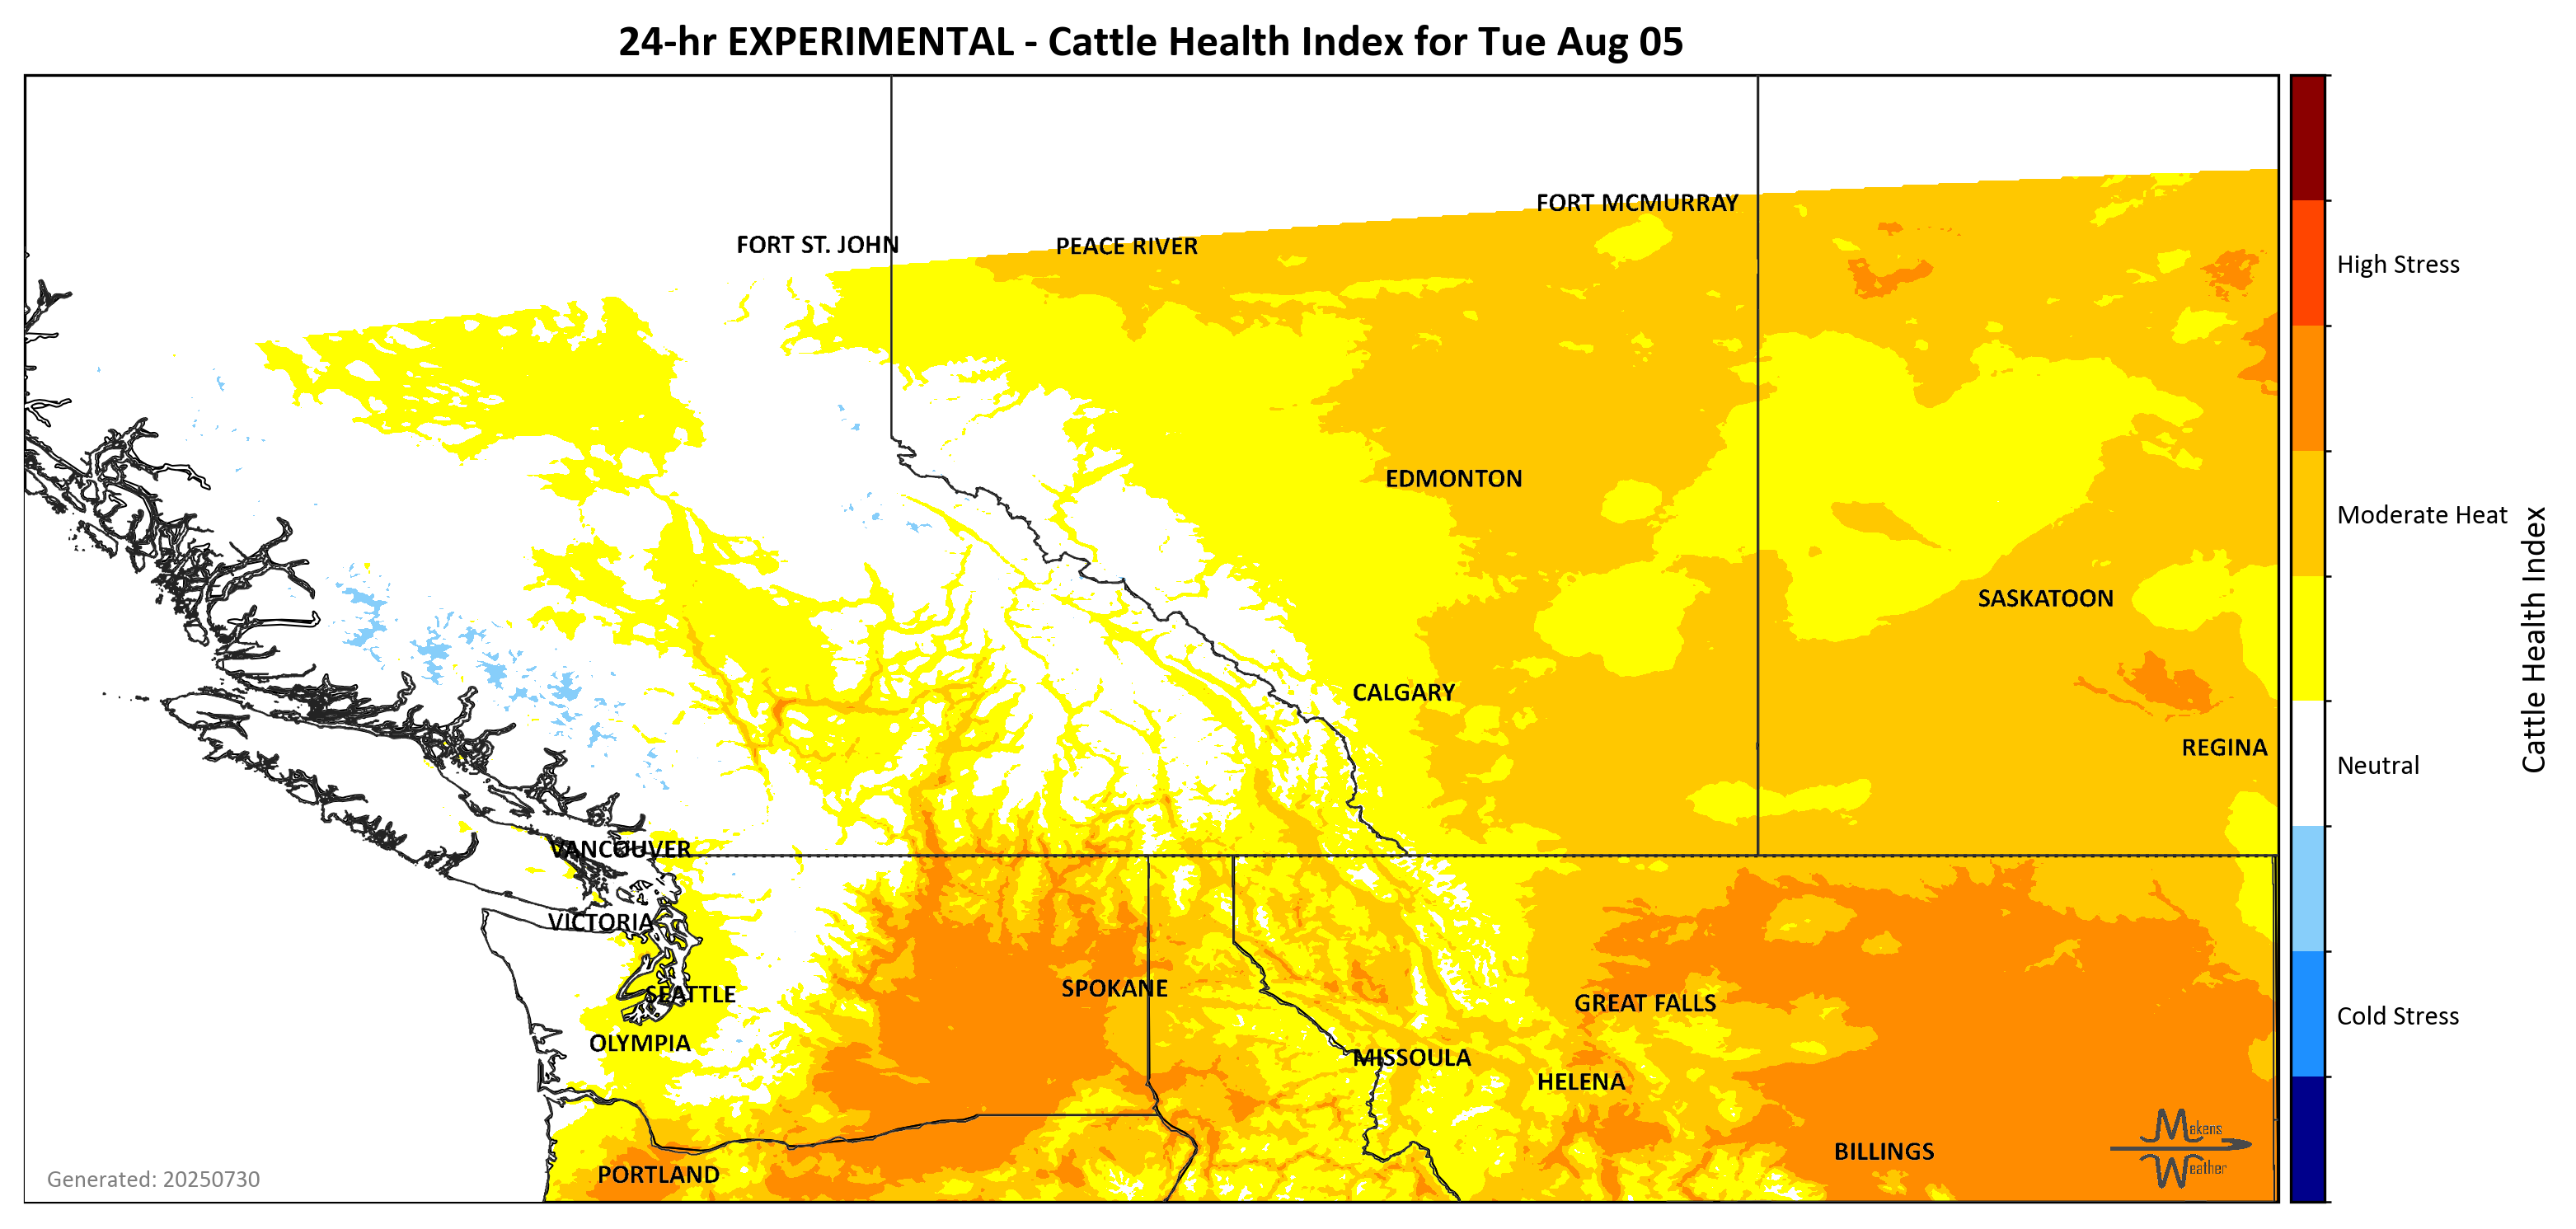 24-hr EXPERIMENTAL - Cattle Health Index for Tue Aug 05
FORT MCMURRAY
FORT ST. JOHN
PEACE RIVER
High Stress
EDMONTON
Moderate Heat
SASKATOON
CALGARY
REGINA
Neutral
Cattle Health Index
VANCOUVER
VICTORIA
SPOKANE
SEATTLE
GREAT FALLS
Cold Stress
OLYMPIA
MISSOULA
HELENA
Makens
Weather
BILLINGS
PORTLAND
Generated: 20250730